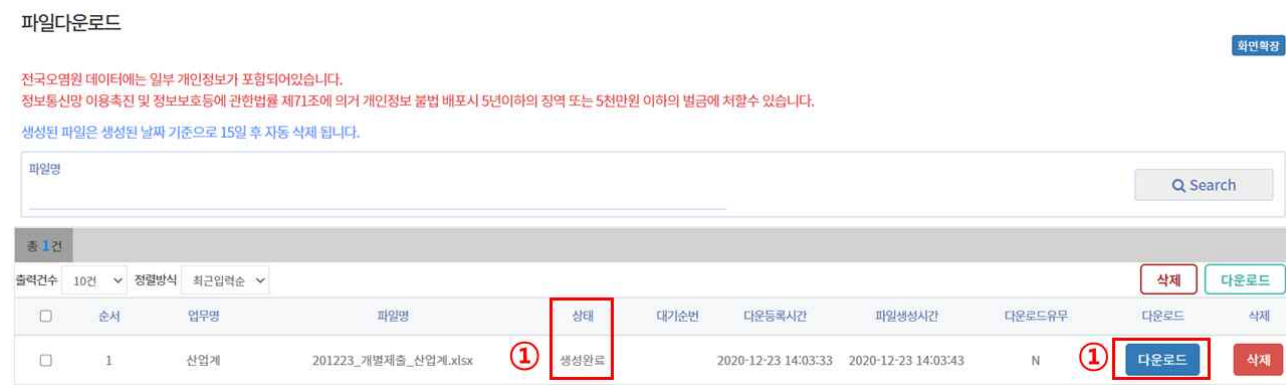 파일다운로드
화면확장
전국오염원 데이터에는 일부 개인정보가 포함되어있습니다.
정보통신망 이용촉진 및 정보보호등에 관한법률 제71조에 의거 개인정보 불법 배포시 5년이하의 징역 또는 5천만원 이하의 벌금에 처할수 있습니다.
생성된 파일은 생성된 날짜 기준으로 15일 후 자동 삭제 됩니다.
파일명
Search
총 1건
출력건수 10건 정렬방식 최근입력순 삭제 다운로드
순서 업무명 파일명 상태 대기순번 다운등록시간 파일생성시간 다운로드유무 다운로드 삭제
1 산업계 201223_개별제출_산업계.xlsx ① 생성완료 2020-12-23 14:03:33 2020-12-23 14:03:43 N ① 다운로드 삭제